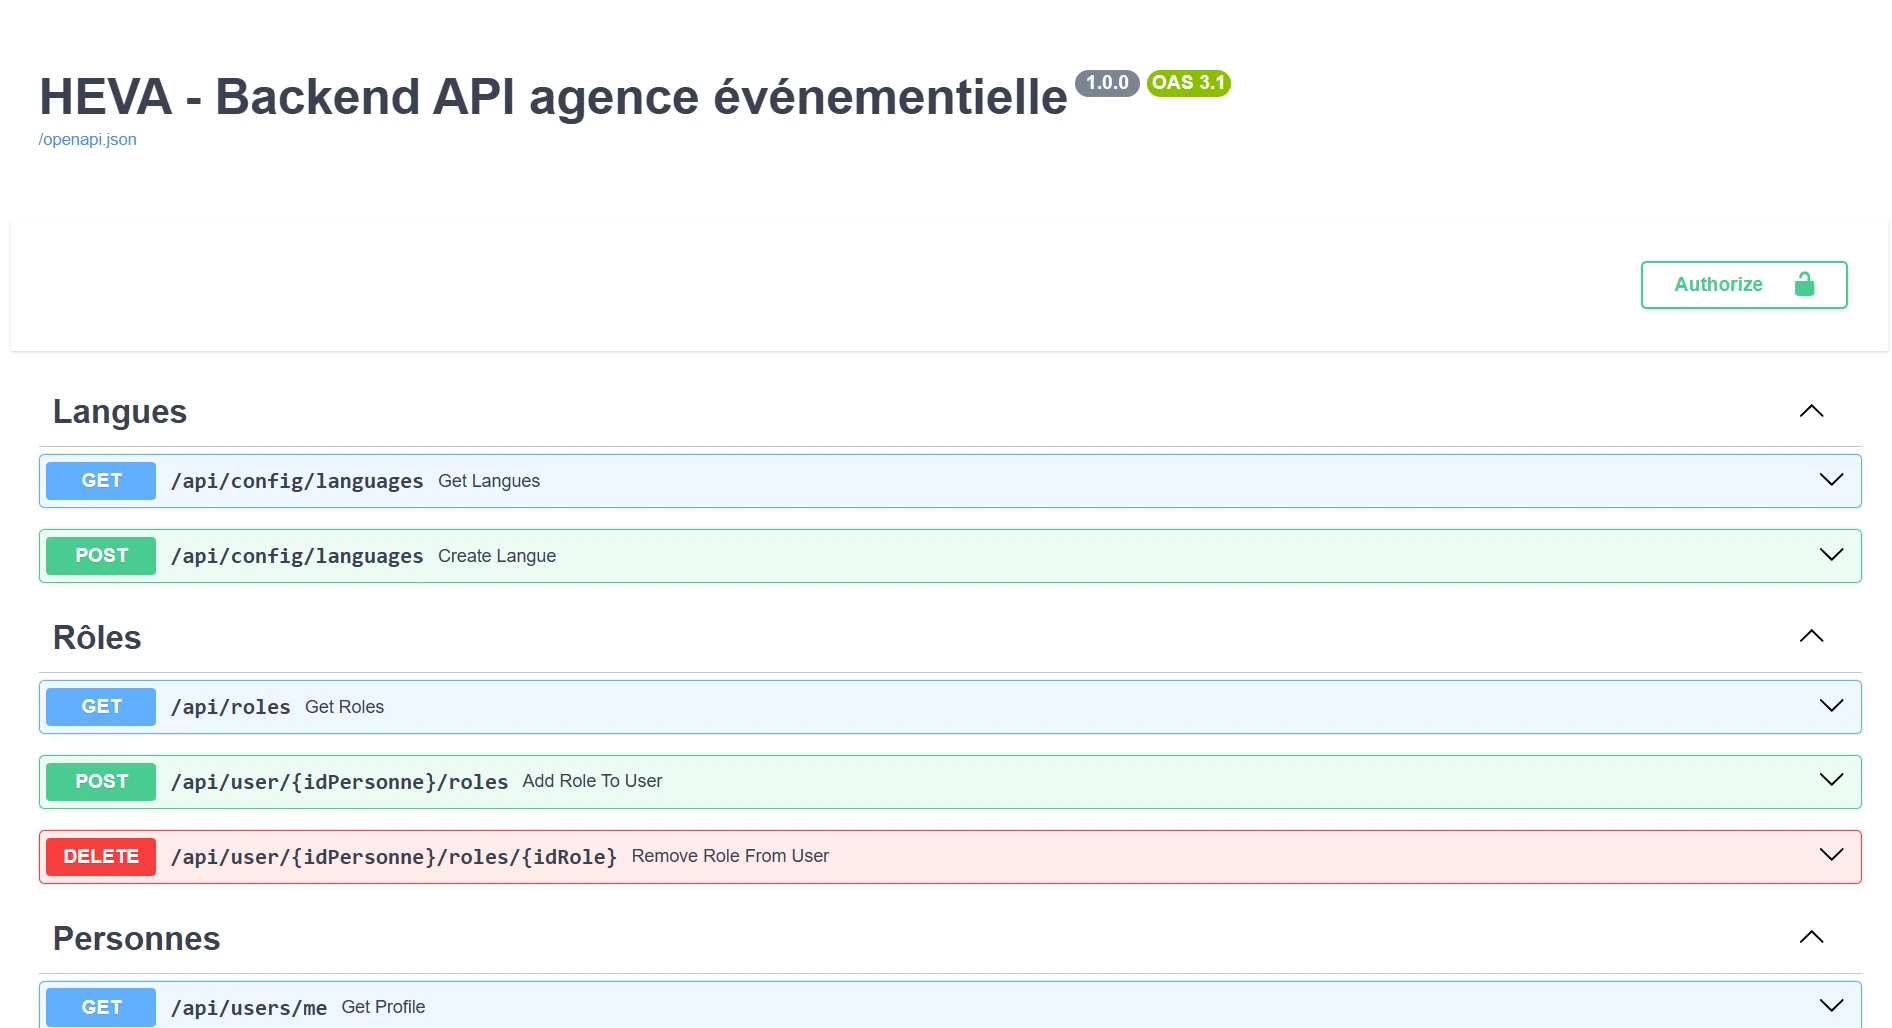 HEVA - Backend API agence événementielle 1.0.0 OAS 3.1
/openapi.json
Authorize
Langues
GET /api/config/languages Get Langues
POST /api/config/languages Create Langue
Rôles
GET /api/roles Get Roles
POST /api/user/{idPersonne}/roles Add Role To User
DELETE /api/user/{idPersonne}/roles/{idRole} Remove Role From User
Personnes
GET /api/users/me Get Profile